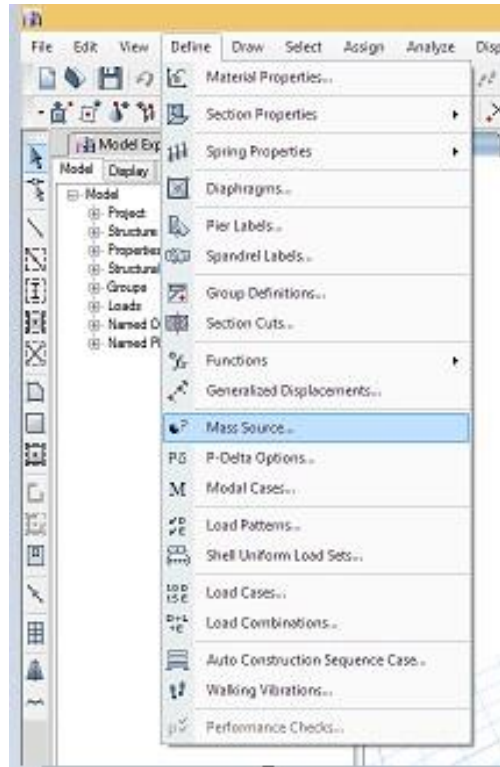 File Edit View Define Draw Select Assign Analyze Disp
Model Exp
Model Display
Model
Project
Structure
Properties
Structural
Groups
Loads
Named O
Named Pl
Material Properties...
Section Properties
Spring Properties
Diaphragms...
Pier Labels...
Spandrel Labels...
Group Definitions...
Section Cuts...
Functions
Generalized Displacements...
Mass Source...
P-Delta Options...
M Modal Cases...
Load Patterns...
Shell Uniform Load Sets...
Load Cases...
Load Combinations...
Auto Construction Sequence Case...
Walking Vibrations...
Performance Checks...